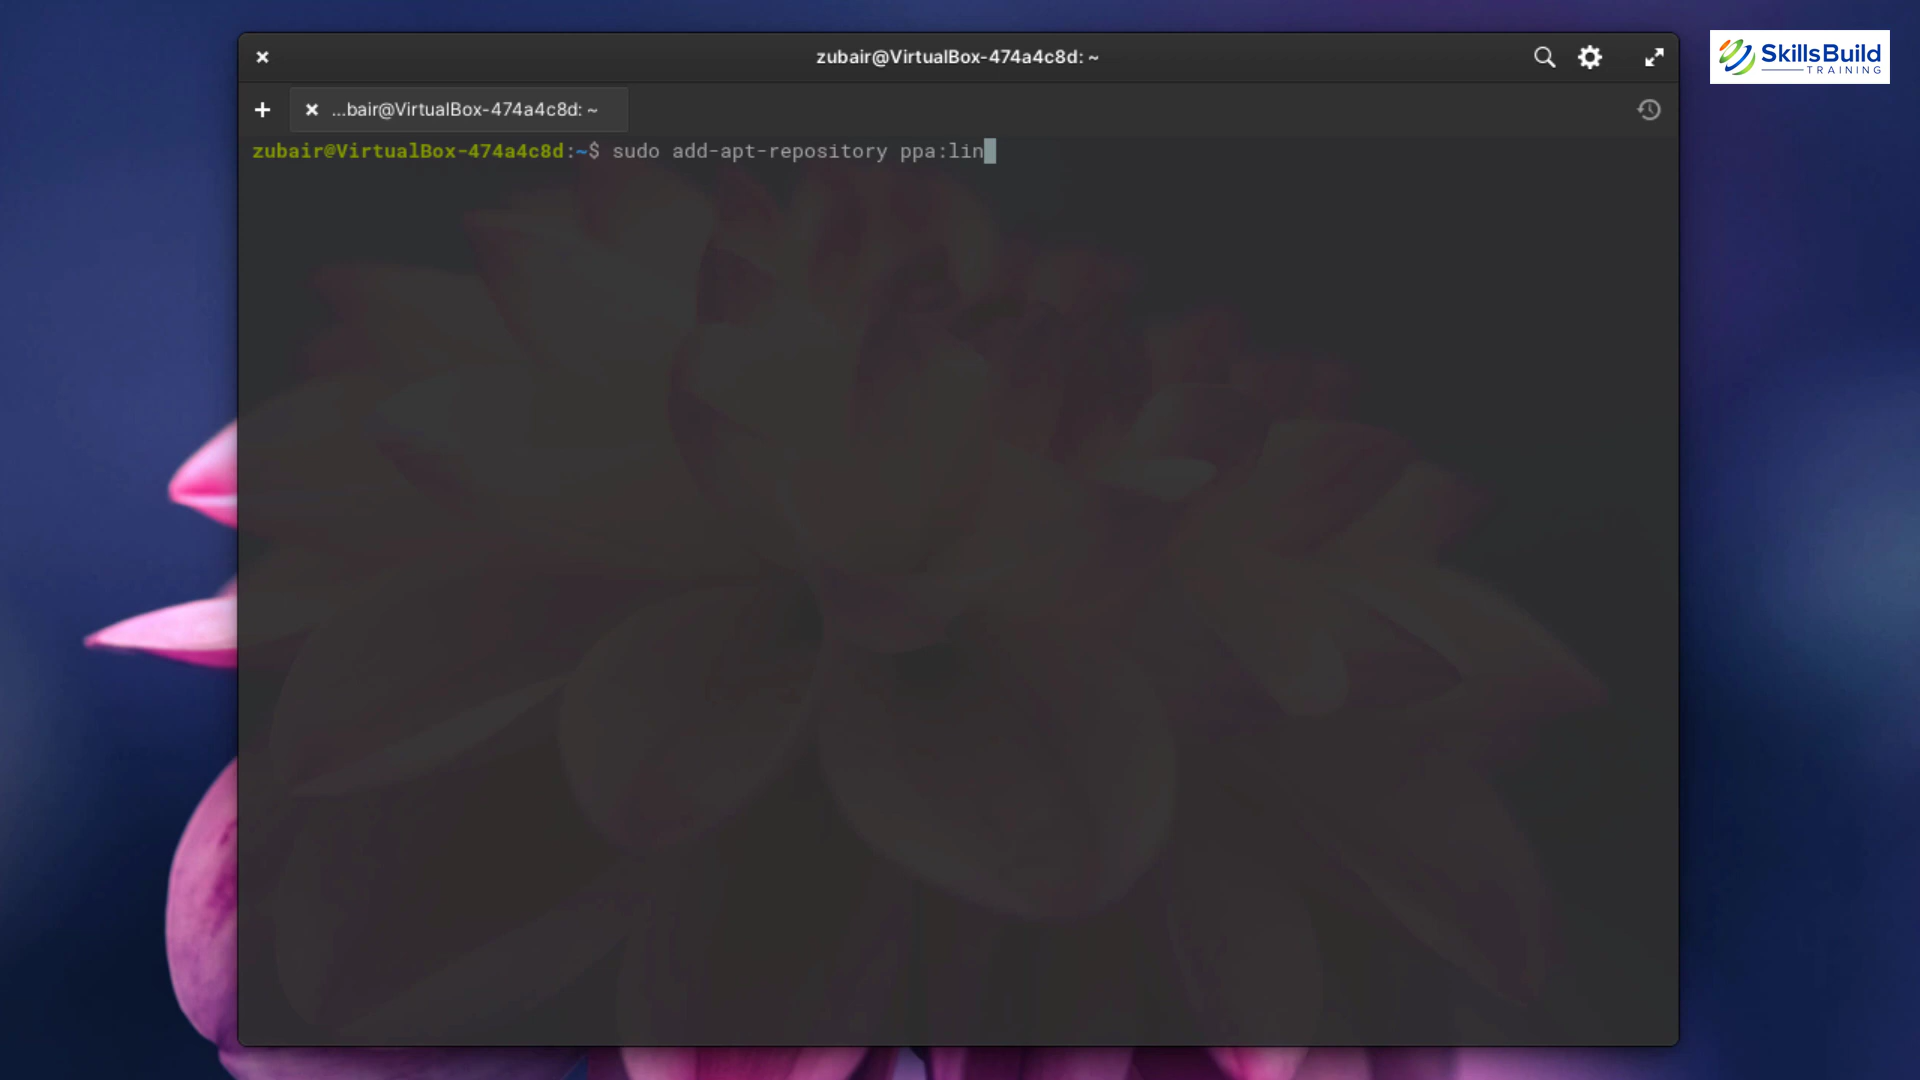 zubair@VirtualBox-474a4c8d: ~
SkillsBuild
TRAINING
...bair@VirtualBox-474a4c8d: ~
zubair@VirtualBox-474a4c8d:~$ sudo add-apt-repository ppa:lin